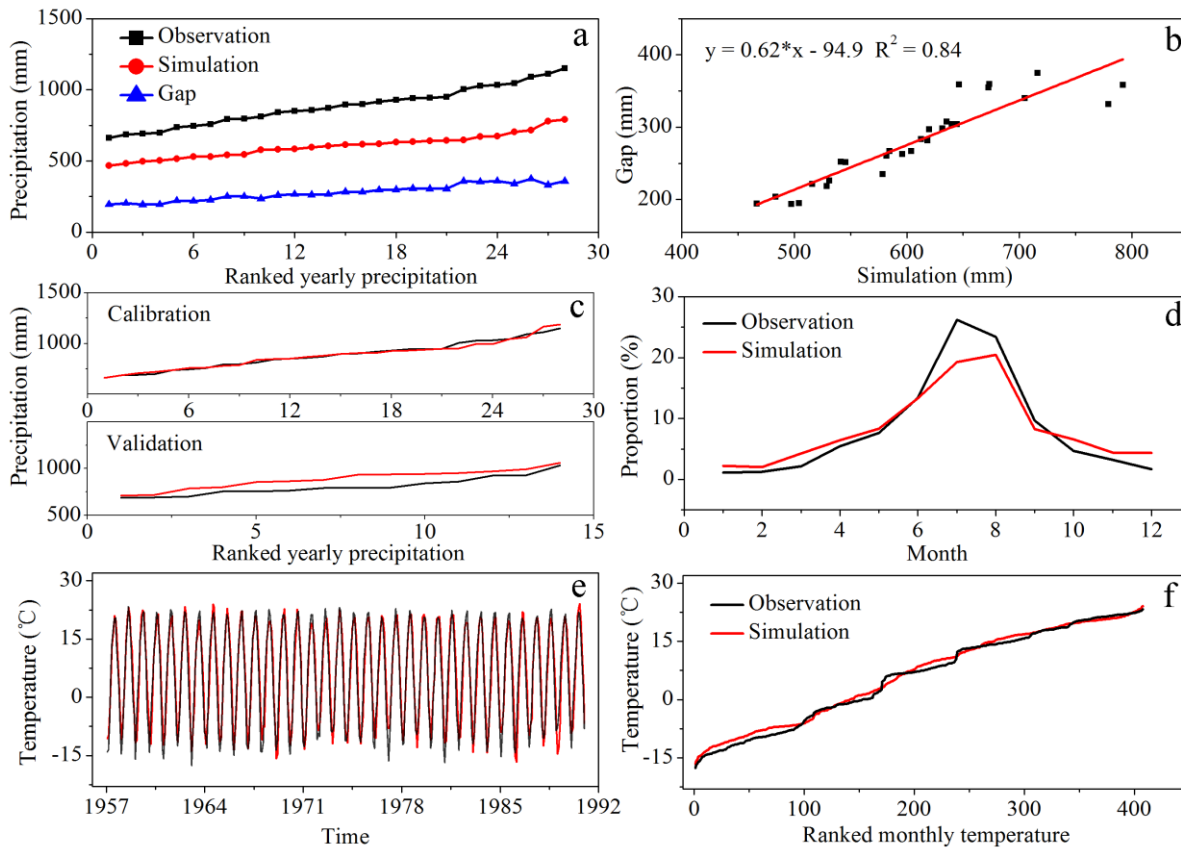 a
1500
1000
500
0
Precipitation (mm)
Observation
Simulation
Gap
6
12
18
24
30
Ranked yearly precipitation
b
y = 0.62*x - 94.9 R² = 0.84
400
300
200
Gap (mm)
400
500
600
700
800
Simulation (mm)
c
Calibration
1500
1000
0
6
12
18
24
30
Precipitation (mm)
Validation
1000
500
0
5
10
15
Ranked yearly precipitation
d
30
20
10
0
Proportion (%)
Observation
Simulation
0
2
4
6
8
10
12
Month
e
30
15
0
-15
Temperature (℃)
1957
1964
1971
1978
1985
1992
Time
f
30
15
0
-15
Temperature (℃)
Observation
Simulation
0
100
200
300
400
Ranked monthly temperature